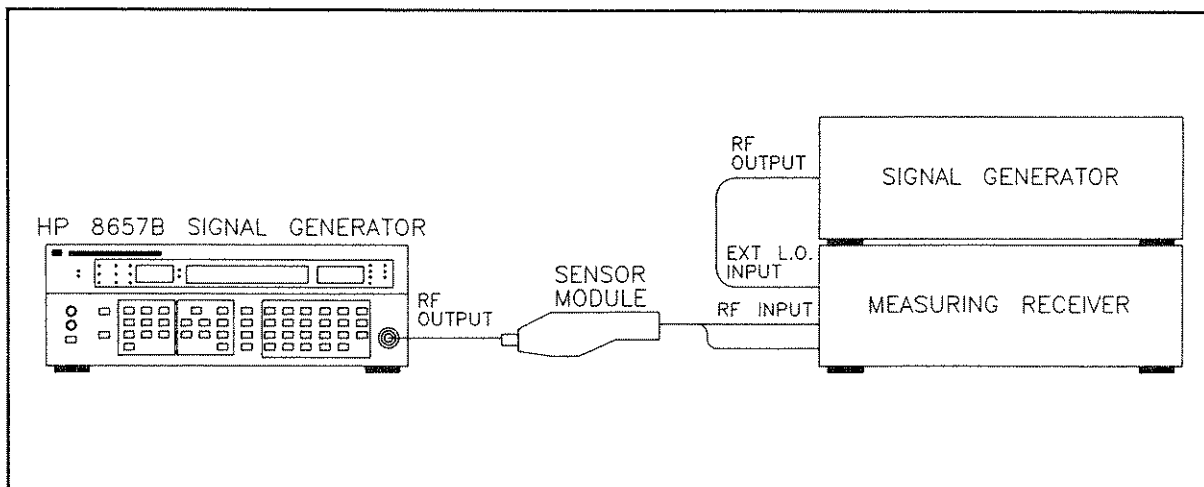 HP 8657B SIGNAL GENERATOR
RF
OUTPUT
SENSOR
MODULE
RF
OUTPUT
SIGNAL GENERATOR
EXT L.O.
INPUT
RF INPUT
MEASURING RECEIVER